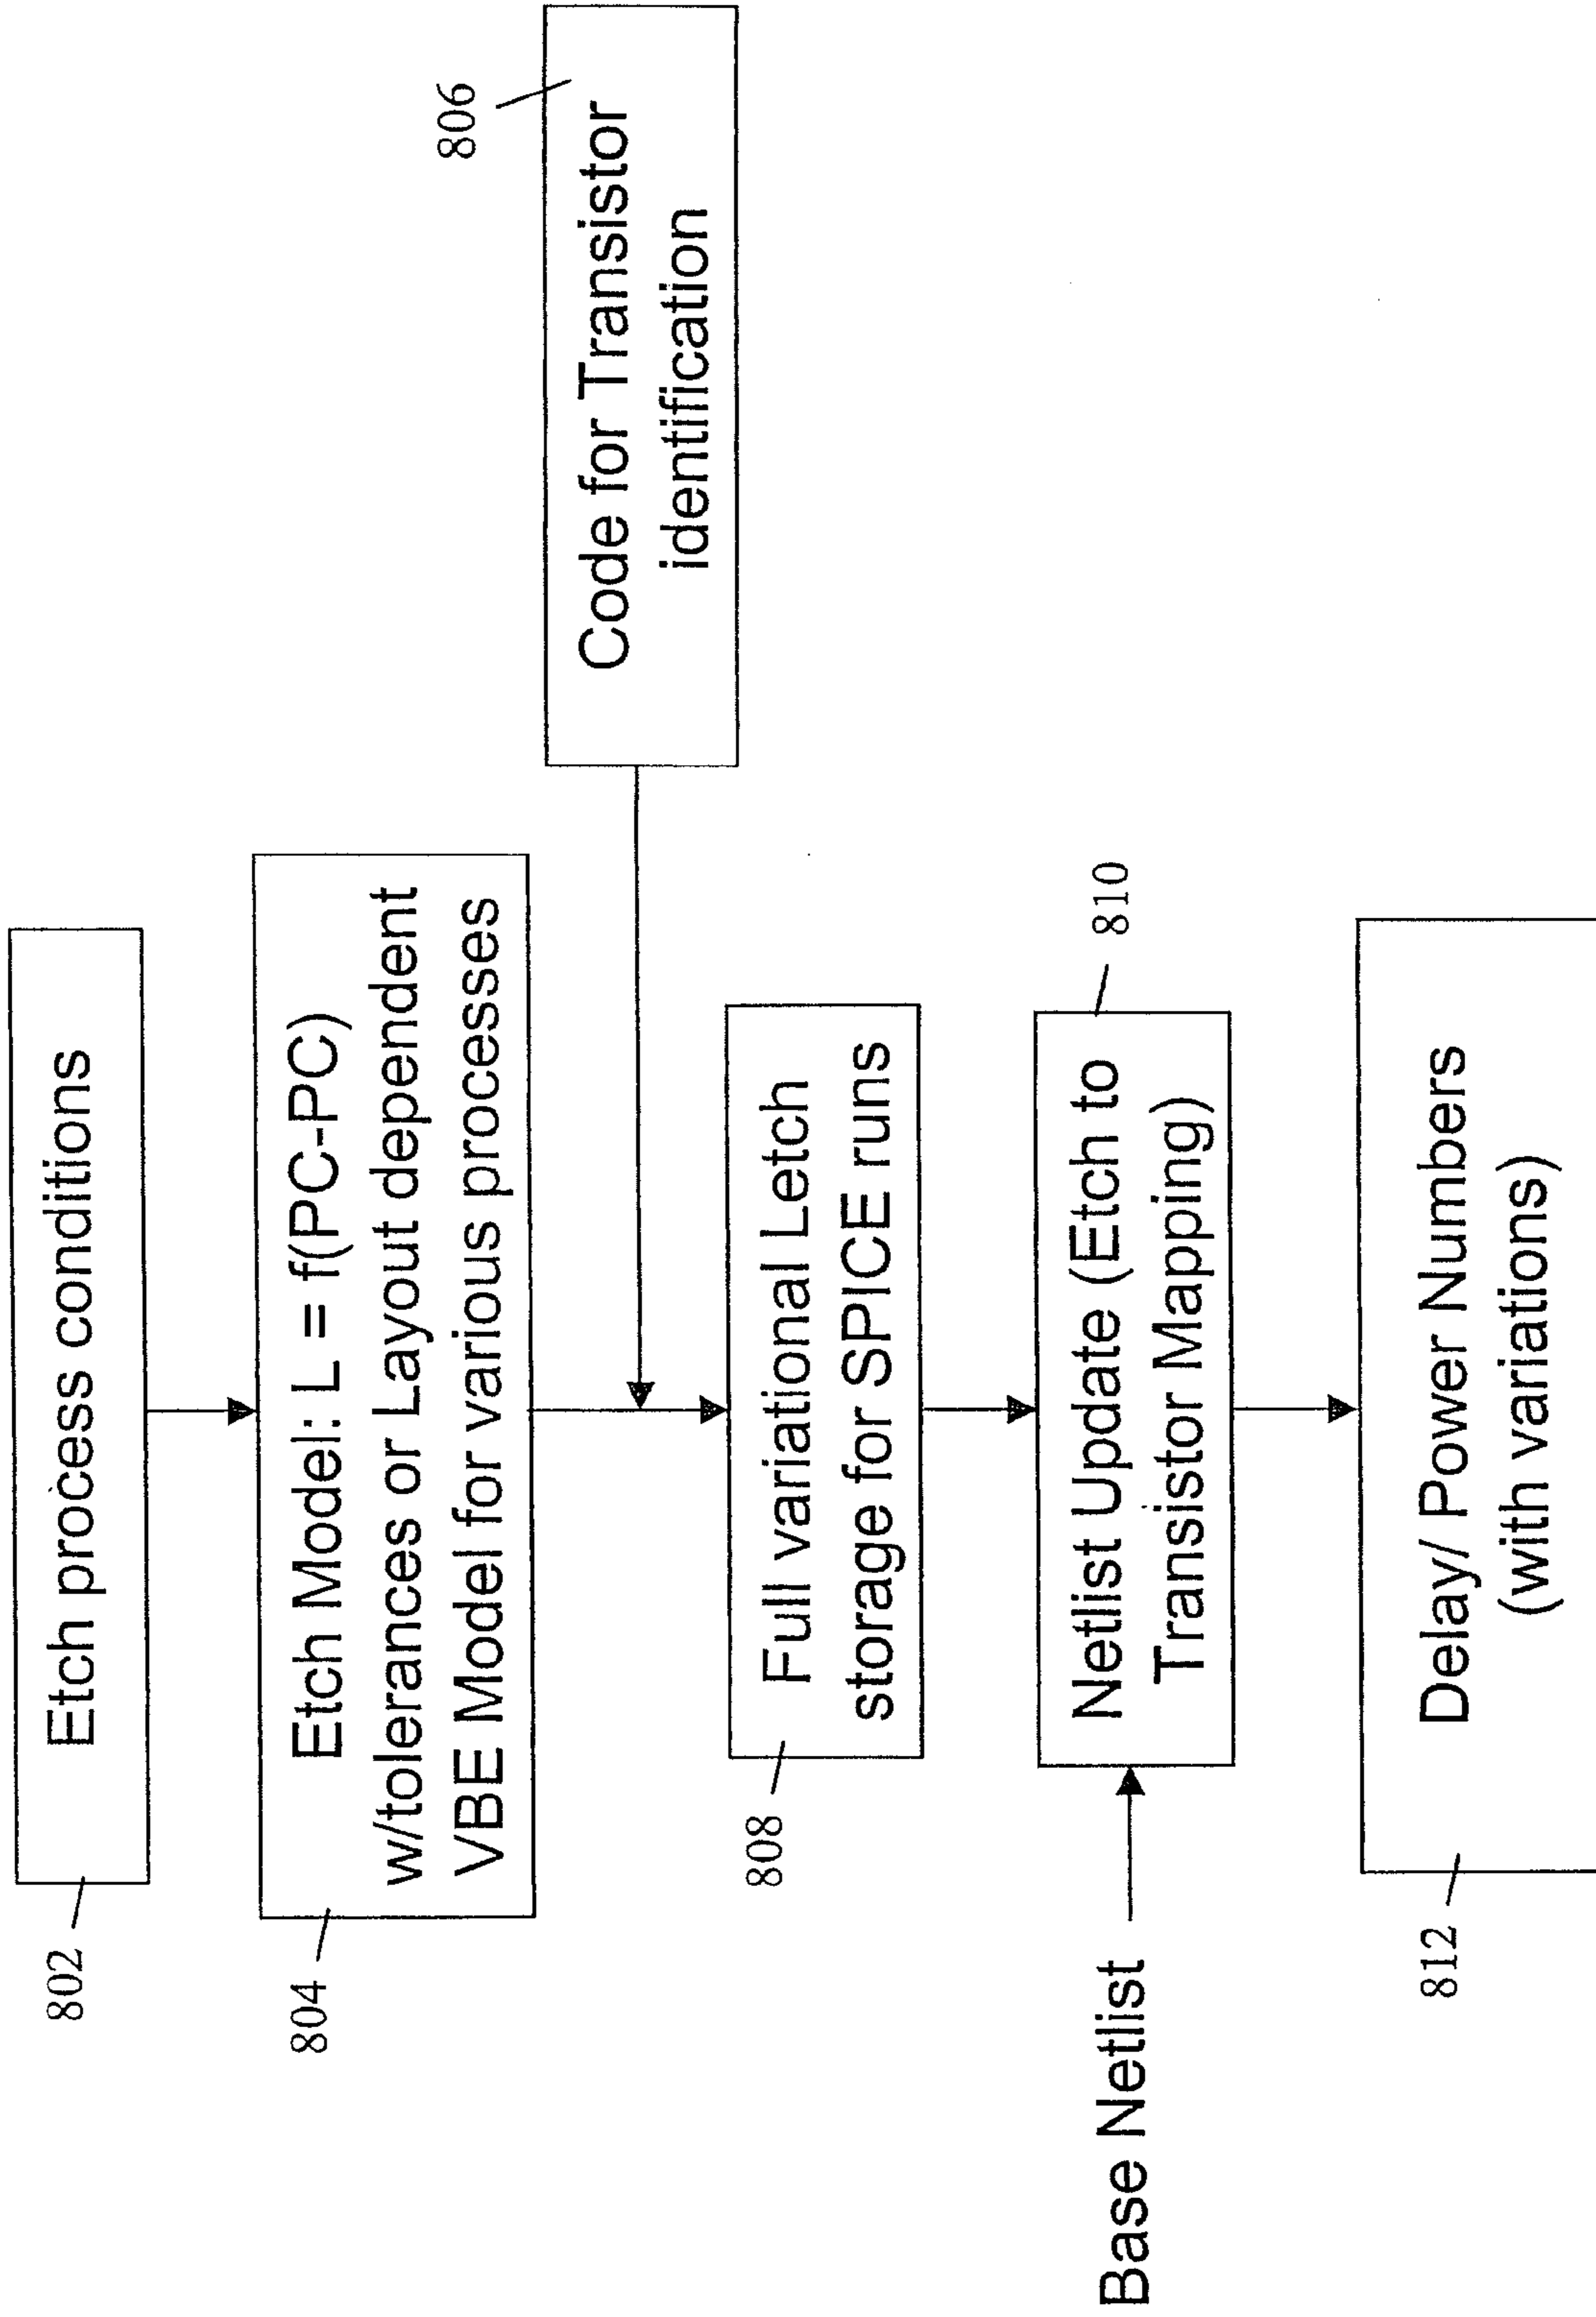 802
Etch process conditions
804
Etch Model: L = f(PC-PC)
w/tolerances or Layout dependent
VBE Model for various processes
806
Code for Transistor
identification
808
Full variational Letch
storage for SPICE runs
810
Base Netlist
Netlist Update (Etch to
Transistor Mapping)
812
Delay/ Power Numbers
(with variations)